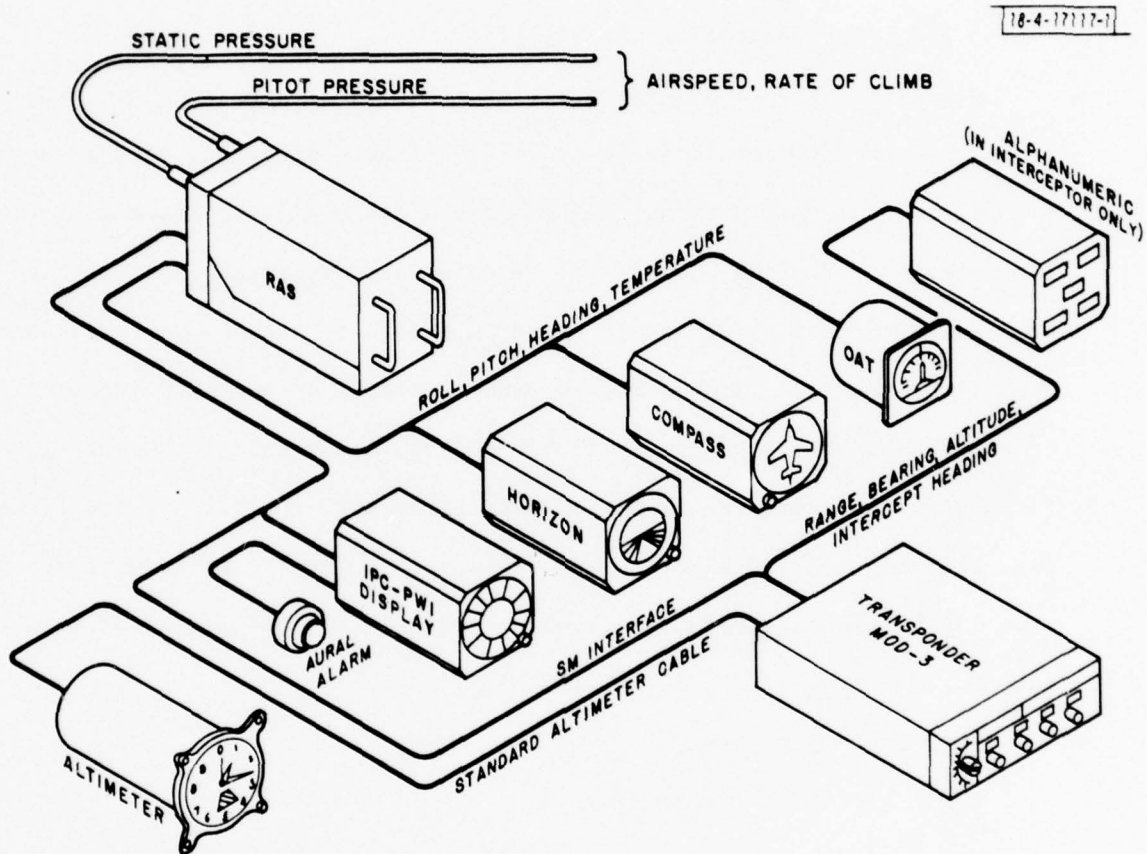 18-4-17117-1
STATIC PRESSURE
PITOT PRESSURE
AIRSPEED, RATE OF CLIMB
ALPHANUMERIC
(IN INTERCEPTOR ONLY)
RAS
ROLL, PITCH, HEADING, TEMPERATURE
OAT
COMPASS
HORIZON
RANGE, BEARING, ALTITUDE,
INTERCEPT HEADING
IPC-PWI
DISPLAY
AURAL
ALARM
SM INTERFACE
STANDARD ALTIMETER CABLE
TRANSPONDER
MOD-3
ALTIMETER